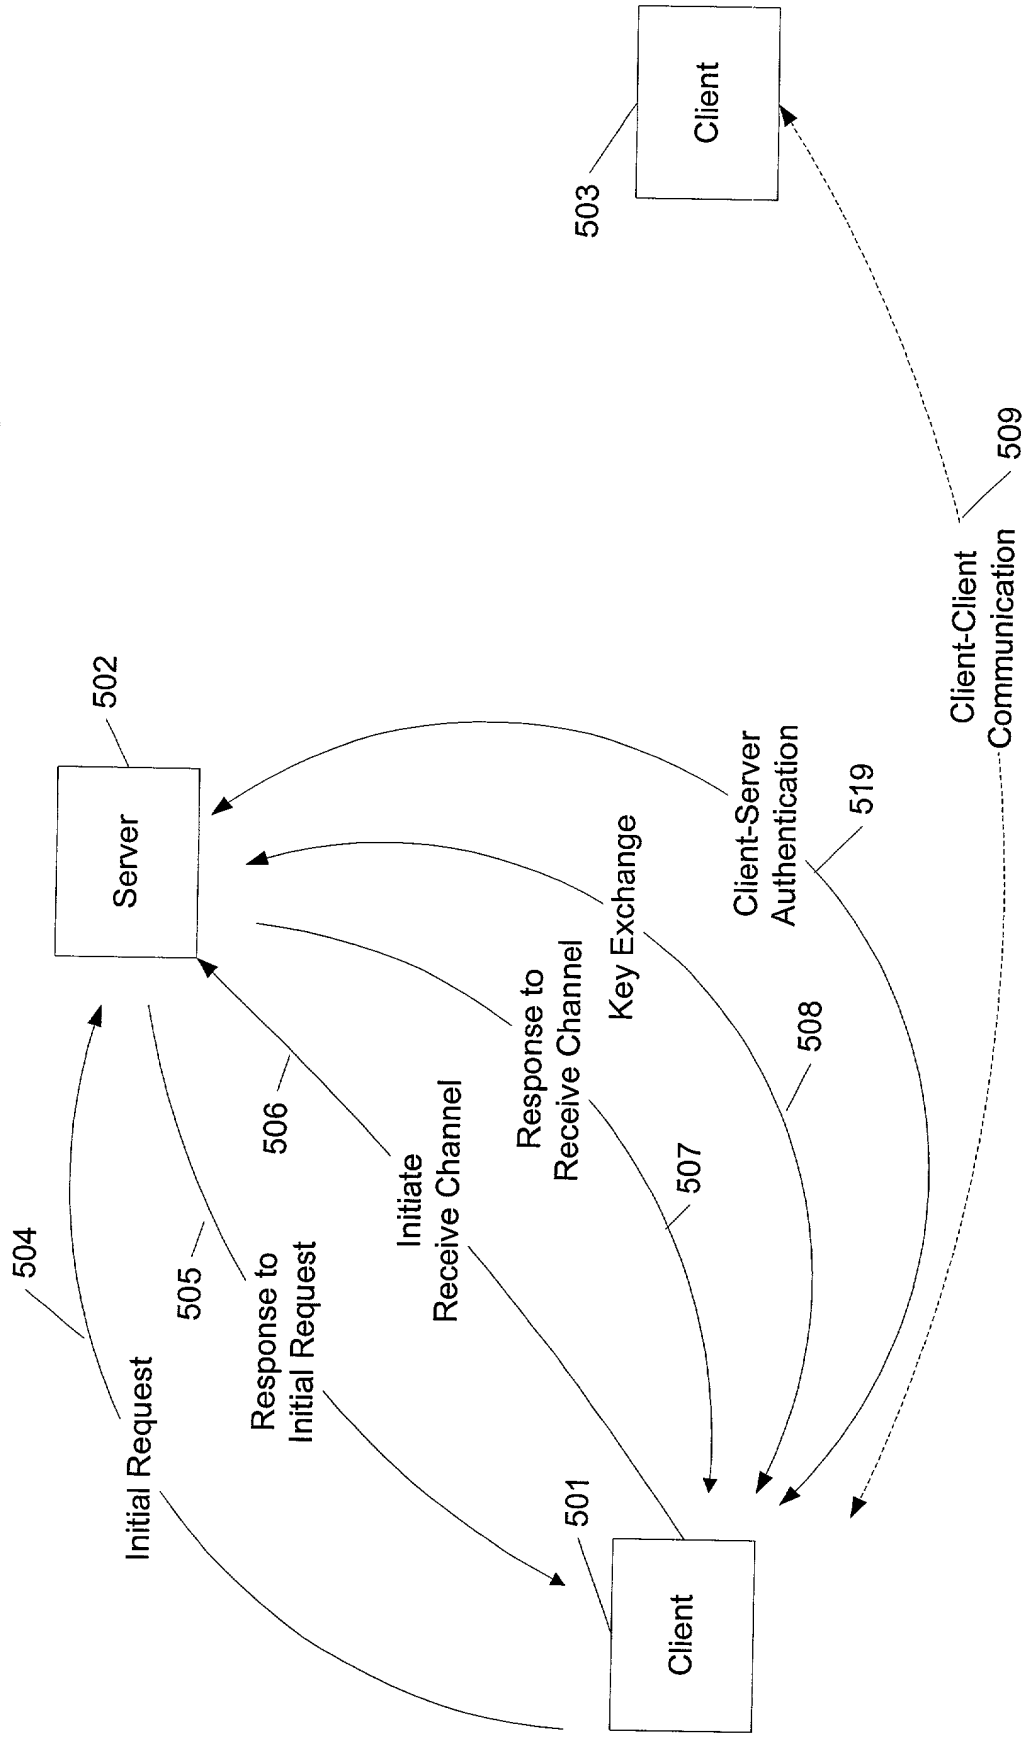 504
Initial Request
505
Response to
Initial Request
506
Initiate
Receive Channel
Server
502
Response to
Receive Channel
507
Key Exchange
508
Client-Server
Authentication
519
501
Client
503
Client
Client-Client
Communication
509